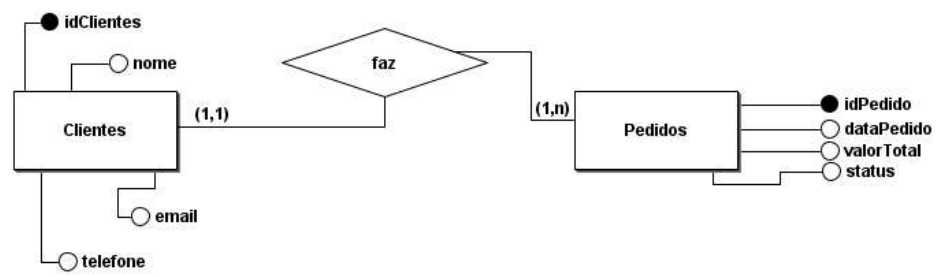 idClientes
nome
faz
(1,1)
(1,n)
Clientes
Pedidos
idPedido
dataPedido
valorTotal
status
email
telefone